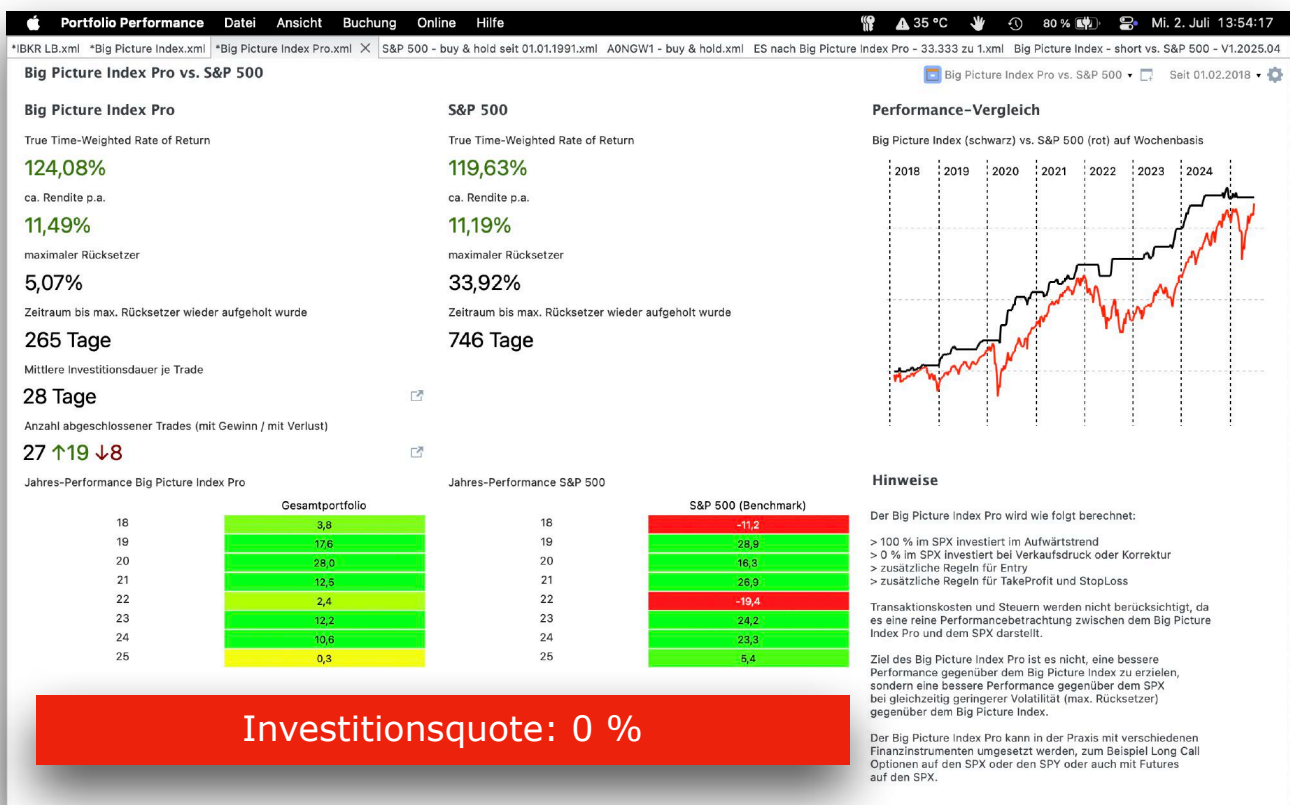 Portfolio Performance Datei Ansicht Buchung Online Hilfe 35 °C 80 % Mi. 2. Juli 13:54:17
*IBKR LB.xml *Big Picture Index.xml *Big Picture Index Pro.xml S&P 500 - buy & hold seit 01.01.1991.xml A0NGW1 - buy & hold.xml ES nach Big Picture Index Pro - 33.333 zu 1.xml Big Picture Index - short vs. S&P 500 - V1.2025.04
Big Picture Index Pro vs. S&P 500
Big Picture Index Pro vs. S&P 500 Seit 01.02.2018
Big Picture Index Pro
True Time-Weighted Rate of Return
124,08%
ca. Rendite p.a.
11,49%
maximaler Rücksetzer
5,07%
Zeitraum bis max. Rücksetzer wieder aufgeholt wurde
265 Tage
Mittlere Investitionsdauer je Trade
28 Tage
Anzahl abgeschlossener Trades (mit Gewinn / mit Verlust)
27 ↑19 ↓8
Jahres-Performance Big Picture Index Pro
Gesamtportfolio
18 3,8
19 17,6
20 28,0
21 12,5
22 2,4
23 12,2
24 10,6
25 0,3
S&P 500
True Time-Weighted Rate of Return
119,63%
ca. Rendite p.a.
11,19%
maximaler Rücksetzer
33,92%
Zeitraum bis max. Rücksetzer wieder aufgeholt wurde
746 Tage
Jahres-Performance S&P 500
S&P 500 (Benchmark)
18 -11,2
19 28,9
20 16,3
21 26,9
22 -19,4
23 24,2
24 23,3
25 5,4
Investitionsquote: 0 %
Performance-Vergleich
Big Picture Index (schwarz) vs. S&P 500 (rot) auf Wochenbasis
2018 2019 2020 2021 2022 2023 2024
Hinweise
Der Big Picture Index Pro wird wie folgt berechnet:
> 100 % im SPX investiert im Aufwärtstrend
> 0 % im SPX investiert bei Verkaufsdruck oder Korrektur
> zusätzliche Regeln für Entry
> zusätzliche Regeln für TakeProfit und StopLoss
Transaktionskosten und Steuern werden nicht berücksichtigt, da
es eine reine Performancebetrachtung zwischen dem Big Picture
Index Pro und dem SPX darstellt.
Ziel des Big Picture Index Pro ist es nicht, eine bessere
Performance gegenüber dem Big Picture Index zu erzielen,
sondern eine bessere Performance gegenüber dem SPX
bei gleichzeitig geringerer Volatilität (max. Rücksetzer)
gegenüber dem Big Picture Index.
Der Big Picture Index Pro kann in der Praxis mit verschiedenen
Finanzinstrumenten umgesetzt werden, zum Beispiel Long Call
Optionen auf den SPX oder den SPY oder auch mit Futures
auf den SPX.